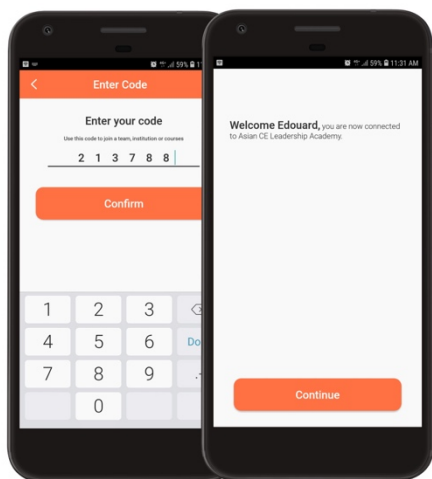 Enter Code
Enter your code
Use this code to join a team, institution or courses
2 1 3 7 8 8
Confirm
1 2 3
4 5 6
7 8 9
0
59% 11:31 AM
Welcome Edouard, you are now connected
to Asian CE Leadership Academy.
Continue